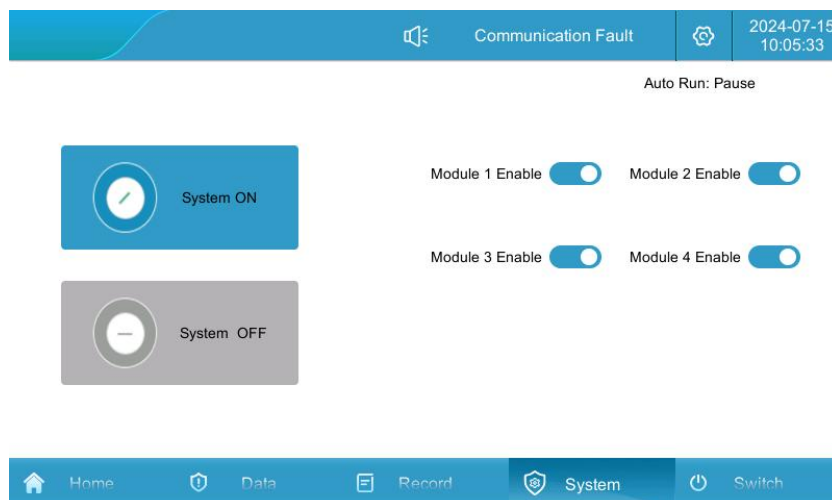 Communication Fault
2024-07-15
10:05:33
Auto Run: Pause
System ON
Module 1 Enable
Module 2 Enable
Module 3 Enable
Module 4 Enable
System OFF
Home
Data
Record
System
Switch